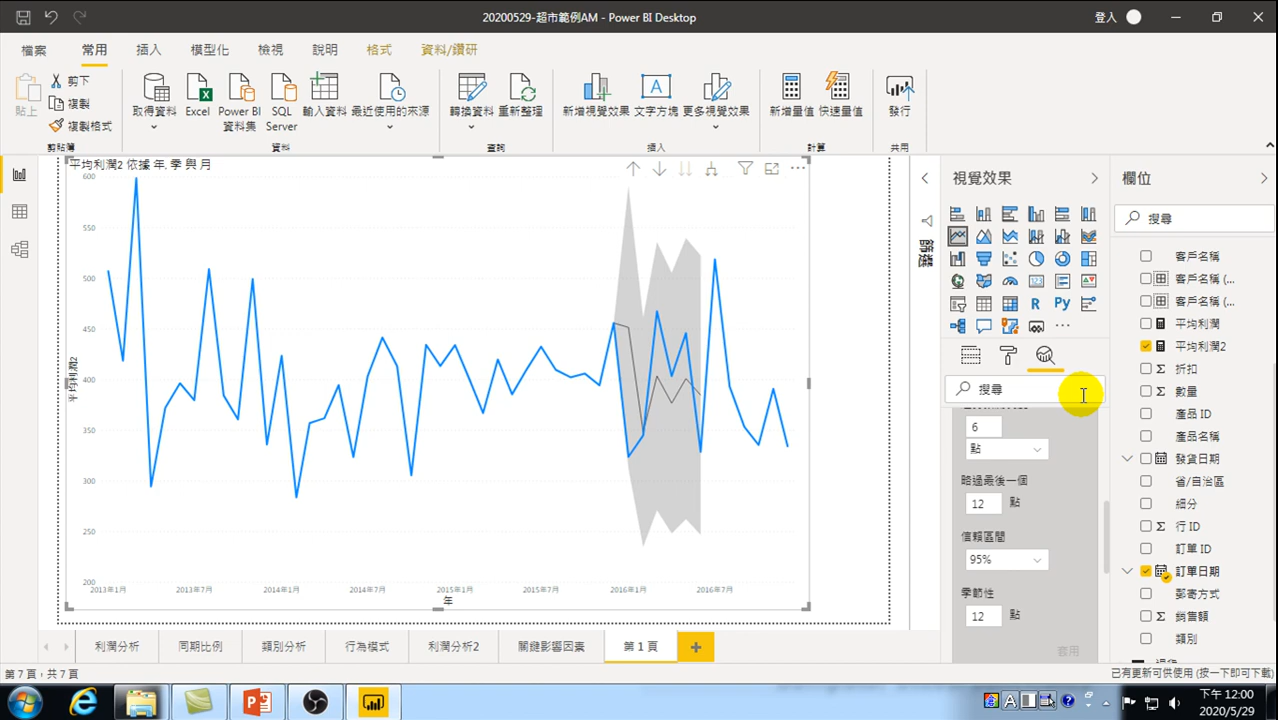 20200529-超市範例AM - Power BI Desktop
登入
檔案 常用 插入 模型化 檢視 說明 格式 資料/鑽研
貼上
剪下
複製
複製格式
剪貼簿
取得資料
Excel
Power BI
資料集
SQL
Server
輸入資料
最近使用的來源
資料
轉換資料
重新整理
查詢
新增視覺效果
文字方塊
更多視覺效果
插入
新增量值
快速量值
計算
發行
共用
平均利潤2 依據 年, 季 與 月
600
550
500
450
400
350
300
250
200
平均利潤2
2013年1月 2013年7月 2014年1月 2014年7月 2015年1月 2015年7月 2016年1月 2016年7月
年
篩選
視覺效果
R Py
123
搜尋
6
點
略過最後一個
12 點
信賴區間
95%
季節性
12 點
套用
欄位
搜尋
客戶名稱
客戶名稱 (...
客戶名稱 (...
平均利潤
平均利潤2
折扣
數量
產品 ID
產品名稱
發貨日期
省/自治區
細分
行 ID
訂單 ID
訂單日期
郵寄方式
銷售額
類別
利潤分析 同期比例 類別分析 行為模式 利潤分析2 關鍵影響因素 第 1 頁
第 7 頁，共 7 頁
已有更新可供使用 (按一下即可下載)
下午 12:00
2020/5/29